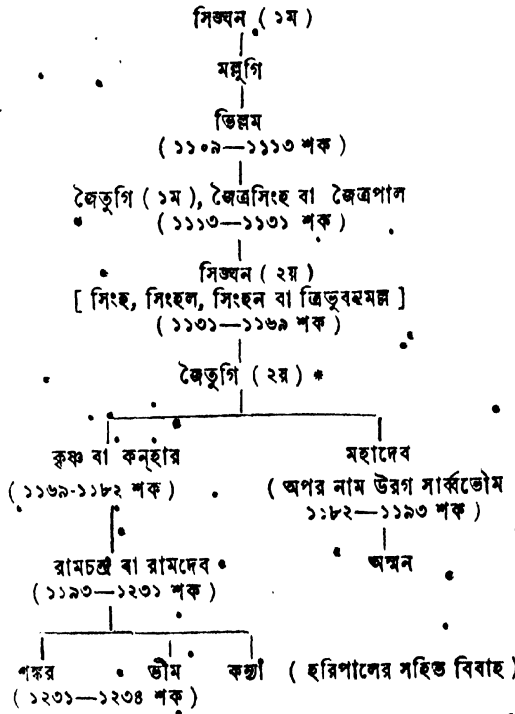 সিঙ্ঘন ( ১ম )
মল্লুগি
ভিল্লম
( ১১০৯—১১১৩ শক )
জৈতুগি ( ১ম ), জৈত্রসিংহ বা জৈত্রপাল
( ১১১৩—১১৩১ শক )
সিঙ্ঘন ( ২য় )
[ সিংহ, সিংহল, সিংহন বা ত্রিভুবনমল্ল ]
( ১১৩১—১১৬৯ শক )
জৈতুগি ( ২য় ) *
কৃষ্ণ বা কন্‌হার
( ১১৬৯-১১৮২ শক )
মহাদেব
( অপর নাম উরগ সার্ব্বভৌম
১১৮২—১১৯৩ শক )
রামচন্দ্র বা রামদেব
( ১১৯৩—১২৩১ শক )
অম্মন
শঙ্কর ভীম কন্যা ( হরিপালের সহিত বিবাহ )
( ১২৩১—১২৩৪ শক )